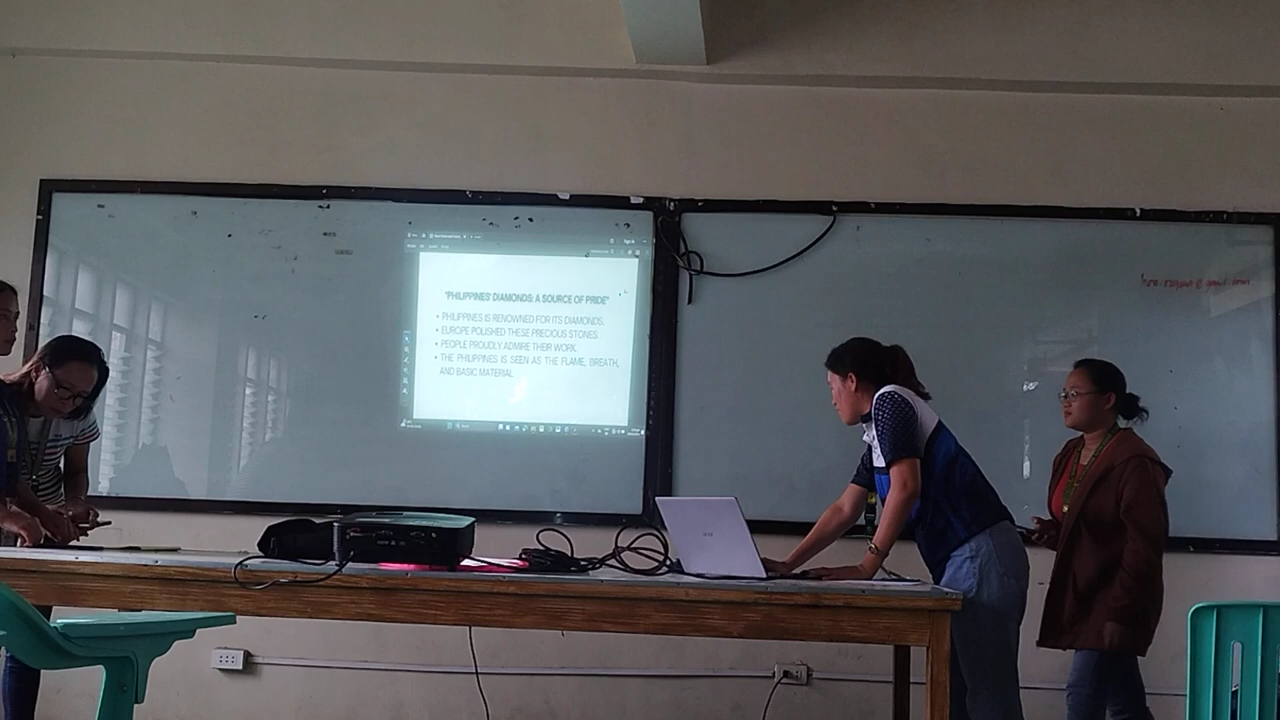 "PHILIPPINES' DIAMONDS: A SOURCE OF PRIDE"
• PHILIPPINES IS RENOWNED FOR ITS DIAMONDS.
• EUROPE POLISHED THESE PRECIOUS STONES.
• PEOPLE PROUDLY ADMIRE THEIR WORK.
• THE PHILIPPINES IS SEEN AS THE FLAME, BREATH,
AND BASIC MATERIAL